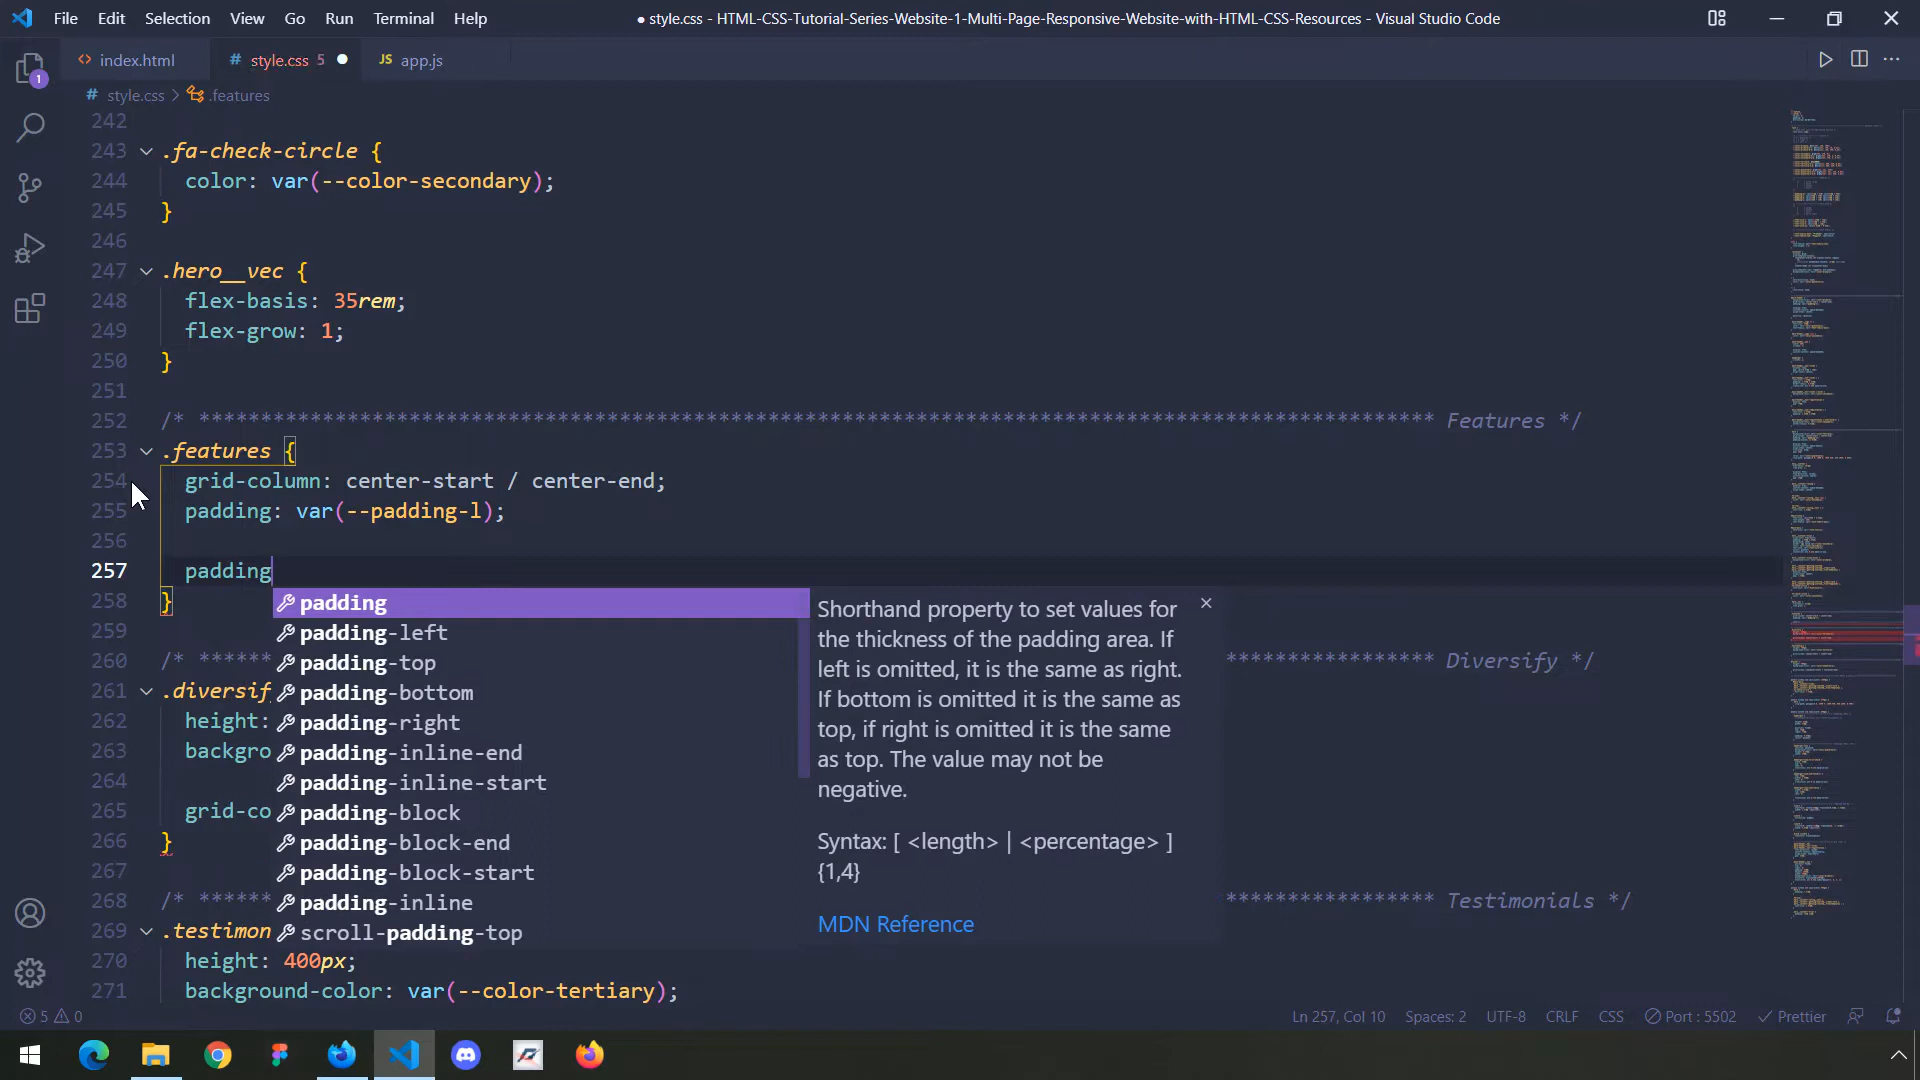 File Edit Selection View Go Run Terminal Help
● style.css - HTML-CSS-Tutorial-Series-Website-1-Multi-Page-Responsive-Website-with-HTML-CSS-Resources - Visual Studio Code
<> index.html # style.css 5 ● JS app.js
1
# style.css > .features
242
243 .fa-check-circle {
244 color: var(--color-secondary);
245 }
246
247 .hero__vec {
248 flex-basis: 35rem;
249 flex-grow: 1;
250 }
251
252 /* **************************************************************************************************** Features */
253 .features {
254 grid-column: center-start / center-end;
255 padding: var(--padding-l);
256
257 padding
258 }
259
260 /* ****** ***************** Diversify */
261 .diversif
262 height:
263 backgro
264
265 grid-co
266 }
267
268 /* ****** ***************** Testimonials */
269 .testimon
270 height: 400px;
271 background-color: var(--color-tertiary);
padding
padding-left
padding-top
padding-bottom
padding-right
padding-inline-end
padding-inline-start
padding-block
padding-block-end
padding-block-start
padding-inline
scroll-padding-top
Shorthand property to set values for
the thickness of the padding area. If
left is omitted, it is the same as right.
If bottom is omitted it is the same as
top, if right is omitted it is the same
as top. The value may not be
negative.
Syntax: [ <length> | <percentage> ]
{1,4}
MDN Reference
5 0
Ln 257, Col 10 Spaces: 2 UTF-8 CRLF CSS Port : 5502 Prettier